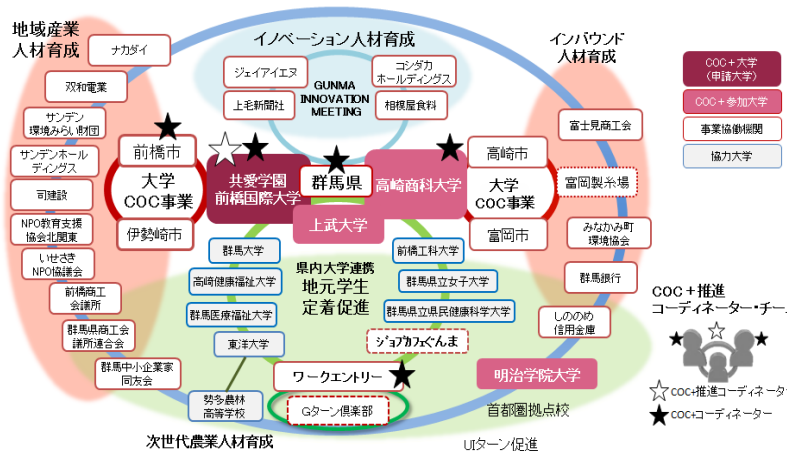 地域産業
人材育成
ナカダイ
双和電業
サンデン
環境みらい財団
サンデンホール
ディングス
司建設
NPO教育支援
協会北関東
いせさき
NPO協議会
前橋商工
会議所
群馬県商工会
議所連合会
群馬中小企業家
同友会
イノベーション人材育成
ジェイアイエヌ
コシダカ
ホールディングス
上毛新聞社
相模屋食料
GUNMA
INNOVATION
MEETING
インバウンド
人材育成
富士見商工会
富岡製糸場
みなかみ町
環境協会
群馬銀行
しののめ
信用金庫
前橋市
大学
COC事業
伊勢崎市
共愛学園
前橋国際大学
群馬県
高崎商科大学
上武大学
高崎市
大学
COC事業
富岡市
県内大学連携
地元学生
定着促進
群馬大学
高崎健康福祉大学
群馬医療福祉大学
東洋大学
勢多農林
高等学校
前橋工科大学
群馬県立女子大学
群馬県立県民健康科学大学
ジョブカフェぐんま
ワークエントリー
Gターン倶楽部
明治学院大学
首都圏拠点校
次世代農業人材育成
UIターン促進
COC+大学
(申請大学)
COC+参加大学
事業協働機関
協力大学
COC+推進
コーディネーター・チーム
COC+推進コーディネーター
COC+コーディネーター